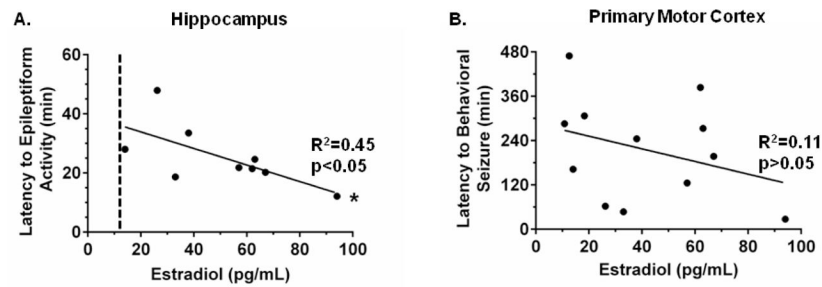 A.
Hippocampus
Latency to Epileptiform
Activity (min)
60
40
20
0
R²=0.45
p<0.05
*
0
20
40
60
80
100
Estradiol (pg/mL)
B.
Primary Motor Cortex
Latency to Behavioral
Seizure (min)
480
360
240
120
0
R²=0.11
p>0.05
0
20
40
60
80
100
Estradiol (pg/mL)